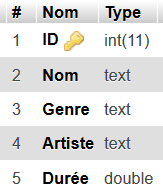 # Nom Type
1 ID int(11)
2 Nom text
3 Genre text
4 Artiste text
5 Durée double